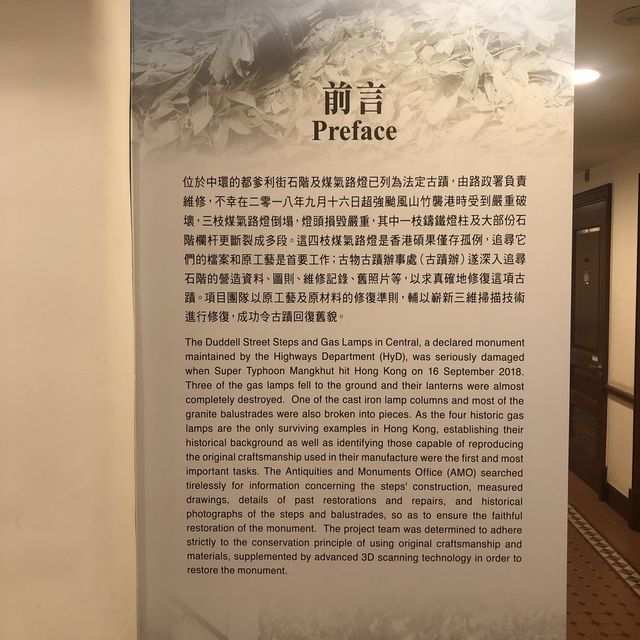 前言
Preface
位於中環的都爹利街石階及煤氣路燈已列為法定古蹟，由路政署負責
維修，不幸在二零一八年九月十六日超強颱風山竹襲港時受到嚴重破
壞，三枝煤氣路燈倒塌，燈頭損毀嚴重，其中一枝鑄鐵燈柱及大部份石
階欄杆更斷裂成多段。這四枝煤氣路燈是香港碩果僅存孤例，追尋它
們的檔案和原工藝是首要工作；古物古蹟辦事處（古蹟辦）遂深入追尋
石階的營造資料、圖則、維修記錄、舊照片等，以求真確地修復這項古
蹟。項目團隊以原工藝及原材料的修復準則，輔以嶄新三維掃描技術
進行修復，成功令古蹟回復舊貌。
The Duddell Street Steps and Gas Lamps in Central, a declared monument
maintained by the Highways Department (HyD), was seriously damaged
when Super Typhoon Mangkhut hit Hong Kong on 16 September 2018.
Three of the gas lamps fell to the ground and their lanterns were almost
completely destroyed. One of the cast iron lamp columns and most of the
granite balustrades were also broken into pieces. As the four historic gas
lamps are the only surviving examples in Hong Kong, establishing their
historical background as well as identifying those capable of reproducing
the original craftsmanship used in their manufacture were the first and most
important tasks. The Antiquities and Monuments Office (AMO) searched
tirelessly for information concerning the steps' construction, measured
drawings, details of past restorations and repairs, and historical
photographs of the steps and balustrades, so as to ensure the faithful
restoration of the monument. The project team was determined to adhere
strictly to the conservation principle of using original craftsmanship and
materials, supplemented by advanced 3D scanning technology in order to
restore the monument.